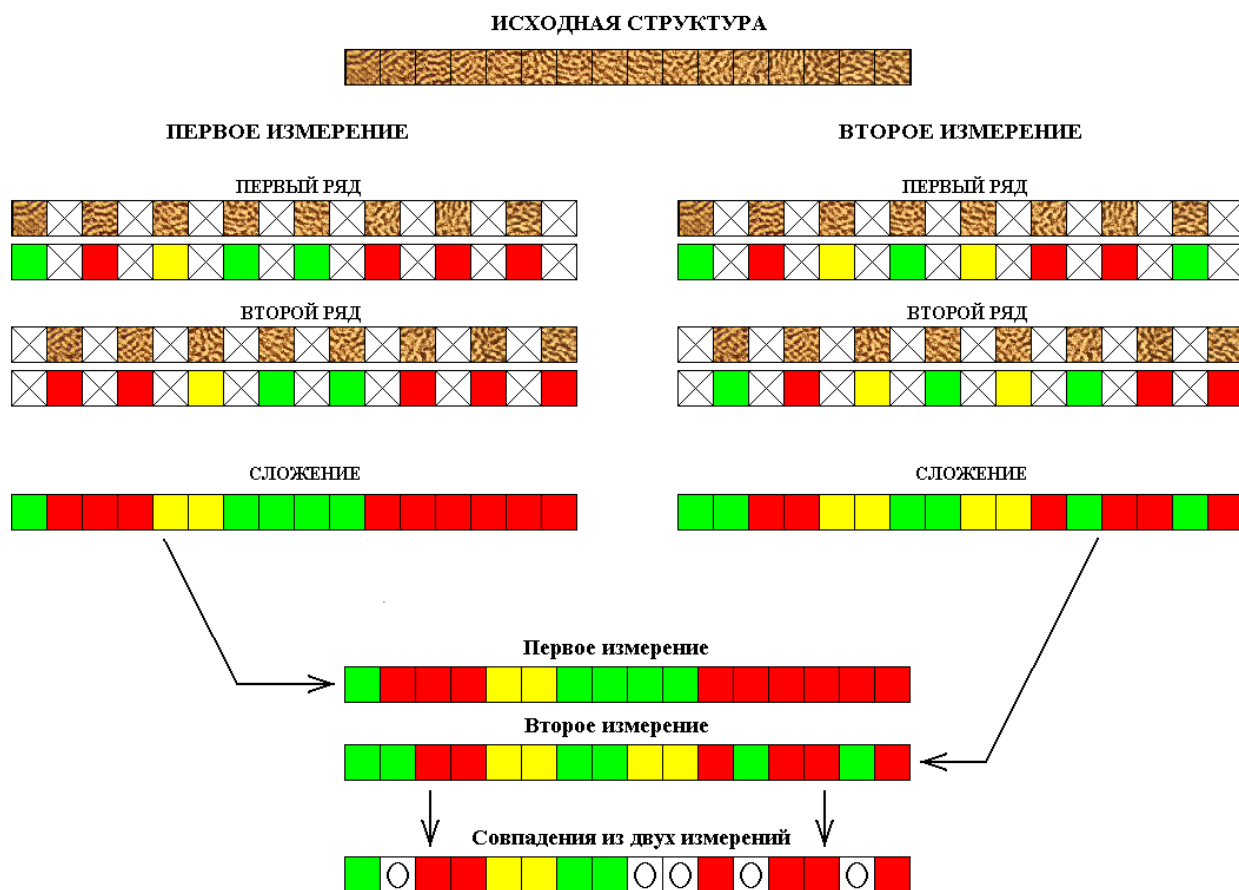 ИСХОДНАЯ СТРУКТУРА
ПЕРВОЕ ИЗМЕРЕНИЕ
ВТОРОЕ ИЗМЕРЕНИЕ
ПЕРВЫЙ РЯД
ПЕРВЫЙ РЯД
ВТОРОЙ РЯД
ВТОРОЙ РЯД
СЛОЖЕНИЕ
СЛОЖЕНИЕ
Первое измерение
Второе измерение
Совпадения из двух измерений